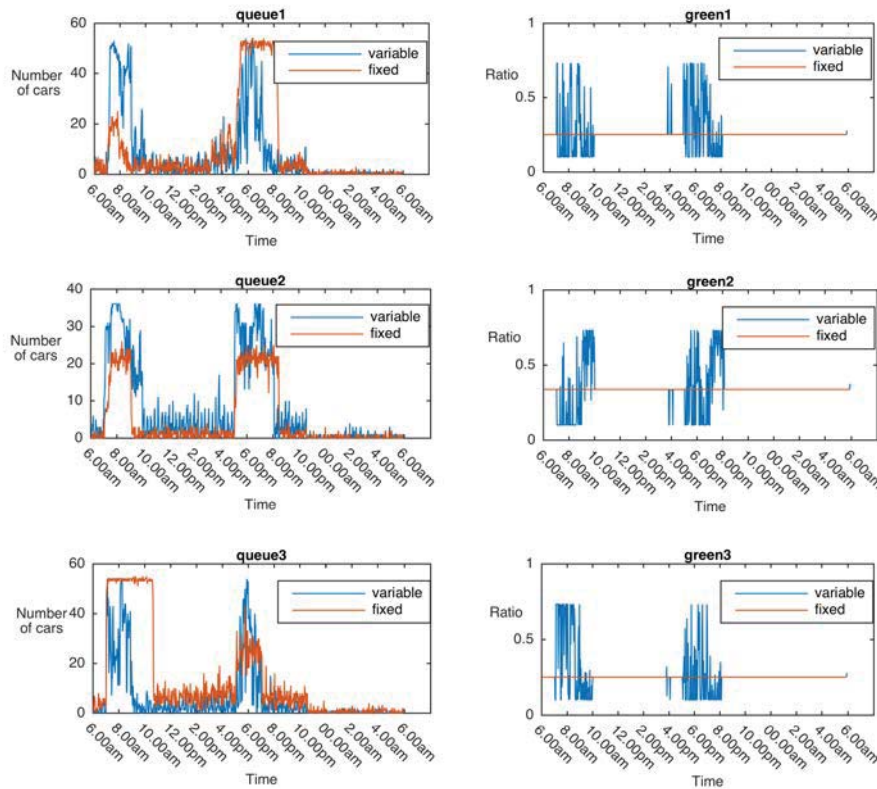 queue1
60
40
20
0
Number
of cars
variable
fixed
6.00am
8.00am
10.00am
12.00pm
2.00pm
4.00pm
6.00pm
8.00pm
10.00pm
00.00am
2.00am
4.00am
6.00am
Time
green1
1
0.5
0
Ratio
variable
fixed
6.00am
8.00am
10.00am
12.00pm
2.00pm
4.00pm
6.00pm
8.00pm
10.00pm
00.00am
2.00am
4.00am
6.00am
Time
queue2
40
30
20
10
0
Number
of cars
variable
fixed
6.00am
8.00am
10.00am
12.00pm
2.00pm
4.00pm
6.00pm
8.00pm
10.00pm
00.00am
2.00am
4.00am
6.00am
Time
green2
1
0.5
0
Ratio
variable
fixed
6.00am
8.00am
10.00am
12.00pm
2.00pm
4.00pm
6.00pm
8.00pm
10.00pm
00.00am
2.00am
4.00am
6.00am
Time
queue3
60
40
20
0
Number
of cars
variable
fixed
6.00am
8.00am
10.00am
12.00pm
2.00pm
4.00pm
6.00pm
8.00pm
10.00pm
00.00am
2.00am
4.00am
6.00am
Time
green3
1
0.5
0
Ratio
variable
fixed
6.00am
8.00am
10.00am
12.00pm
2.00pm
4.00pm
6.00pm
8.00pm
10.00pm
00.00am
2.00am
4.00am
6.00am
Time